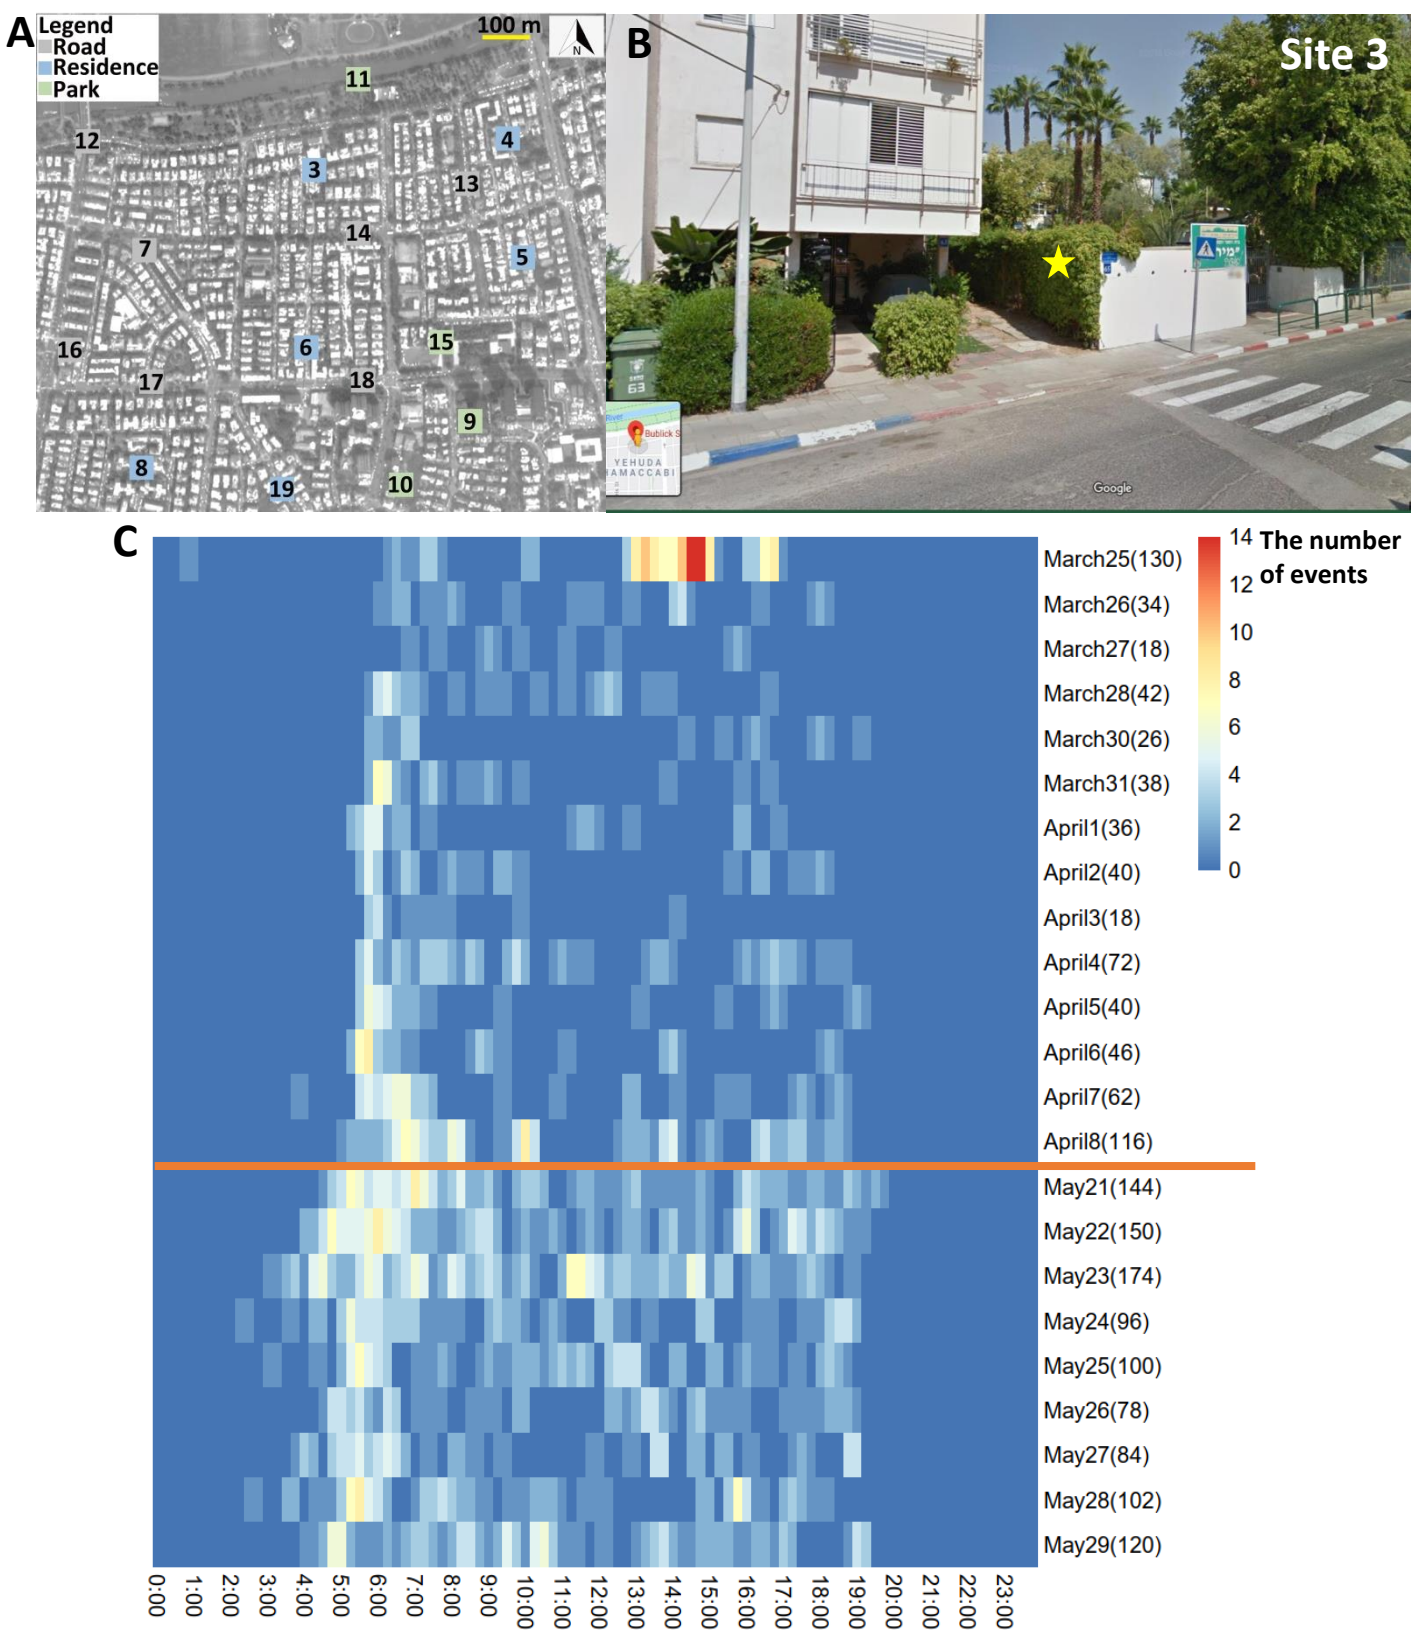 A
Legend
Road
Residence
Park
100 m
N
11
12
4
3
13
14
7
5
6
15
16
17
18
9
8
19
10
B
Site 3
63
River
Bublick S
YEHUDA
AMACCABI
Google
C
March25(130)
March26(34)
March27(18)
March28(42)
March30(26)
March31(38)
April1(36)
April2(40)
April3(18)
April4(72)
April5(40)
April6(46)
April7(62)
April8(116)
May21(144)
May22(150)
May23(174)
May24(96)
May25(100)
May26(78)
May27(84)
May28(102)
May29(120)
14
12
10
8
6
4
2
0
The number
of events
0:00
1:00
2:00
3:00
4:00
5:00
6:00
7:00
8:00
9:00
10:00
11:00
12:00
13:00
14:00
15:00
16:00
17:00
18:00
19:00
20:00
21:00
22:00
23:00